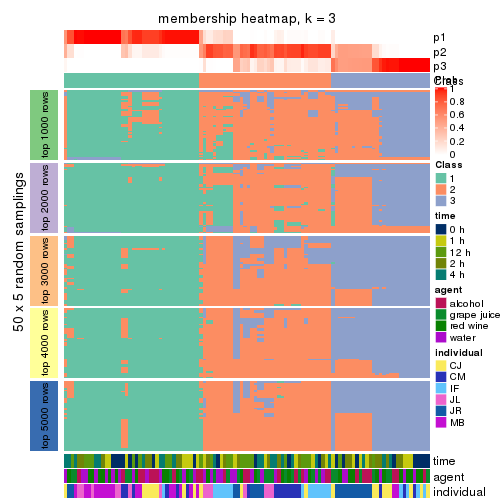 membership heatmap, k = 3
p1
p2
p3
Class
1
0.8
0.6
0.4
0.2
0
Class
1
2
3
time
0 h
1 h
12 h
2 h
4 h
agent
alcohol
grape juice
red wine
water
individual
CJ
CM
IF
JL
JR
MB
50 x 5 random samplings
top 1000 rows
top 2000 rows
top 3000 rows
top 4000 rows
top 5000 rows
time
agent
individual